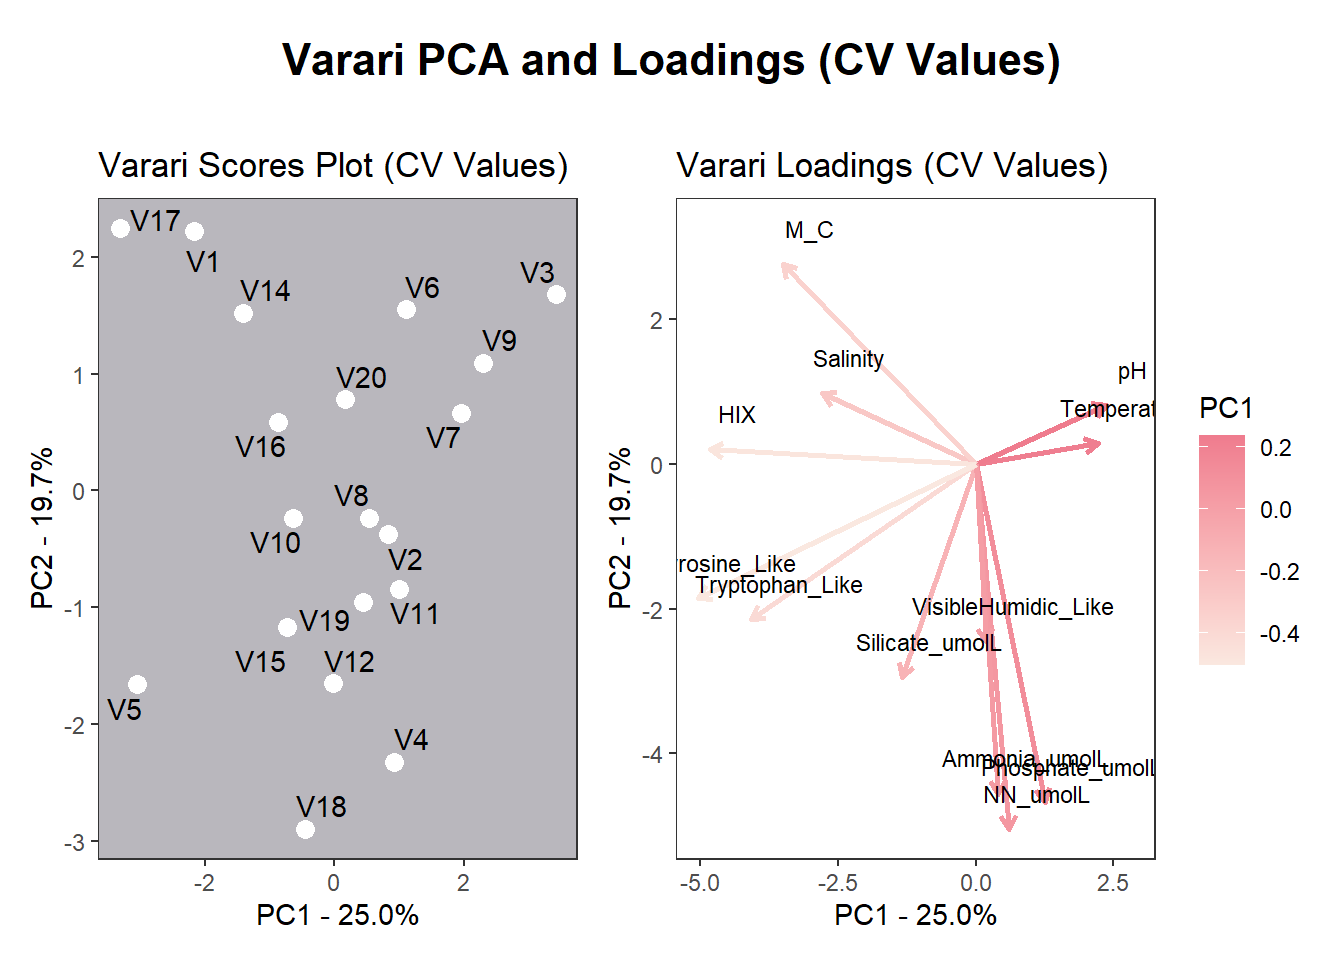 Varari PCA and Loadings (CV Values)
Varari Scores Plot (CV Values)
V17
V1
V14
V6
V3
V9
V20
V7
V16
V8
V10
V2
V19
V11
V15
V12
V5
V4
V18
2
1
0
-1
-2
-3
-2
0
2
PC1 - 25.0%
PC2 - 19.7%
Varari Loadings (CV Values)
M_C
Salinity
pH
Temperat
HIX
rosine_Like
Tryptophan_Like
VisibleHumidic_Like
Silicate_umolL
Ammonia_umolL
Phosphate_umolL
NN_umolL
2
0
-2
-4
-5.0
-2.5
0.0
2.5
PC1 - 25.0%
PC2 - 19.7%
PC1
0.2
0.0
-0.2
-0.4